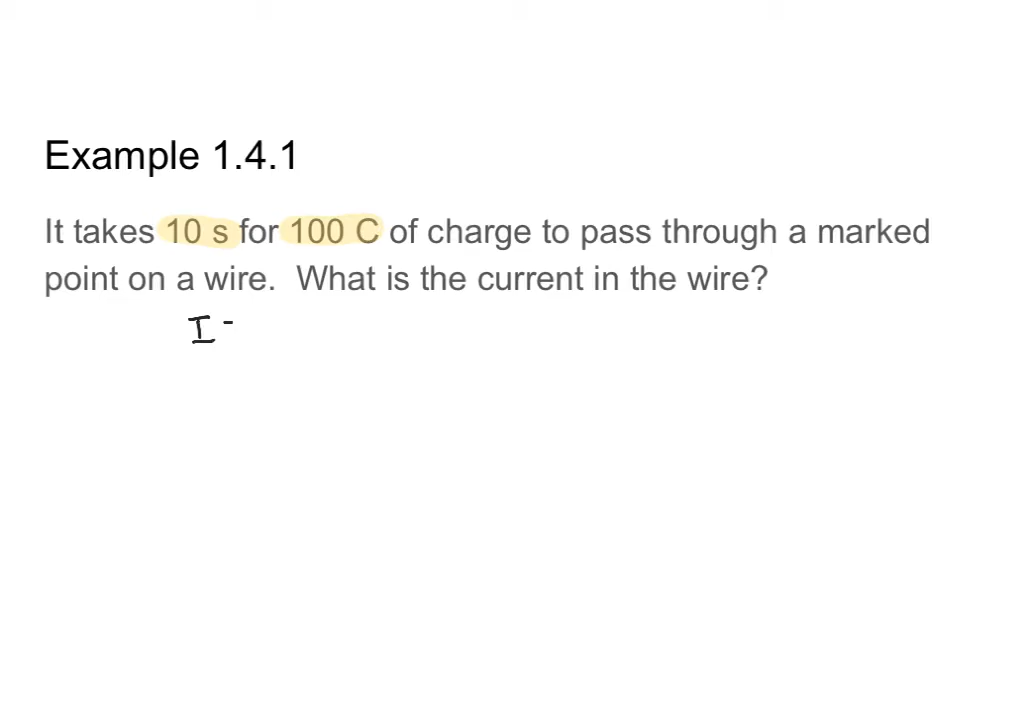 Example 1.4.1
It takes 10 s for 100 C of charge to pass through a marked
point on a wire.  What is the current in the wire?
I -